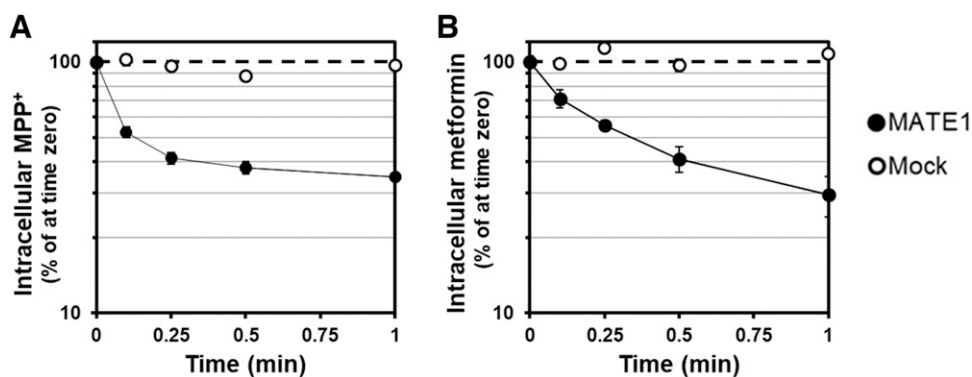 A
Intracellular MPP+
(% of at time zero)
100
10
0 0.25 0.5 0.75 1
Time (min)
B
Intracellular metformin
(% of at time zero)
100
10
0 0.25 0.5 0.75 1
Time (min)
MATE1
Mock